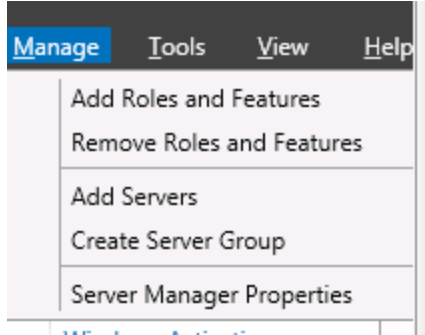 Manage Tools View Help
Add Roles and Features
Remove Roles and Features
Add Servers
Create Server Group
Server Manager Properties